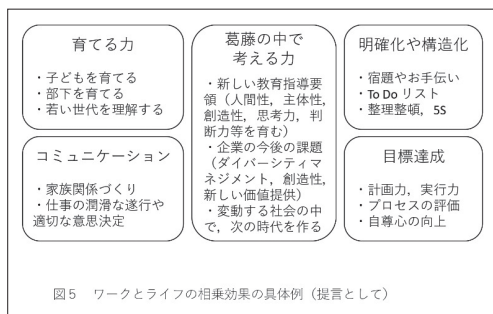 育てる力
・子どもを育てる
・部下を育てる
・若い世代を理解する
コミュニケーション
・家族関係づくり
・仕事の潤滑な遂行や
適切な意思決定
葛藤の中で
考える力
・新しい教育指導要
領（人間性，主体性，
創造性，思考力，判
断力等を育む）
・企業の今後の課題
（ダイバーシティマ
ネジメント，創造性，
新しい価値提供）
・変動する社会の中
で，次の時代を作る
明確化や構造化
・宿題やお手伝い
・To Do リスト
・整理整頓，5S
目標達成
・計画力，実行力
・プロセスの評価
・自尊心の向上
図5　ワークとライフの相乗効果の具体例（提言として）